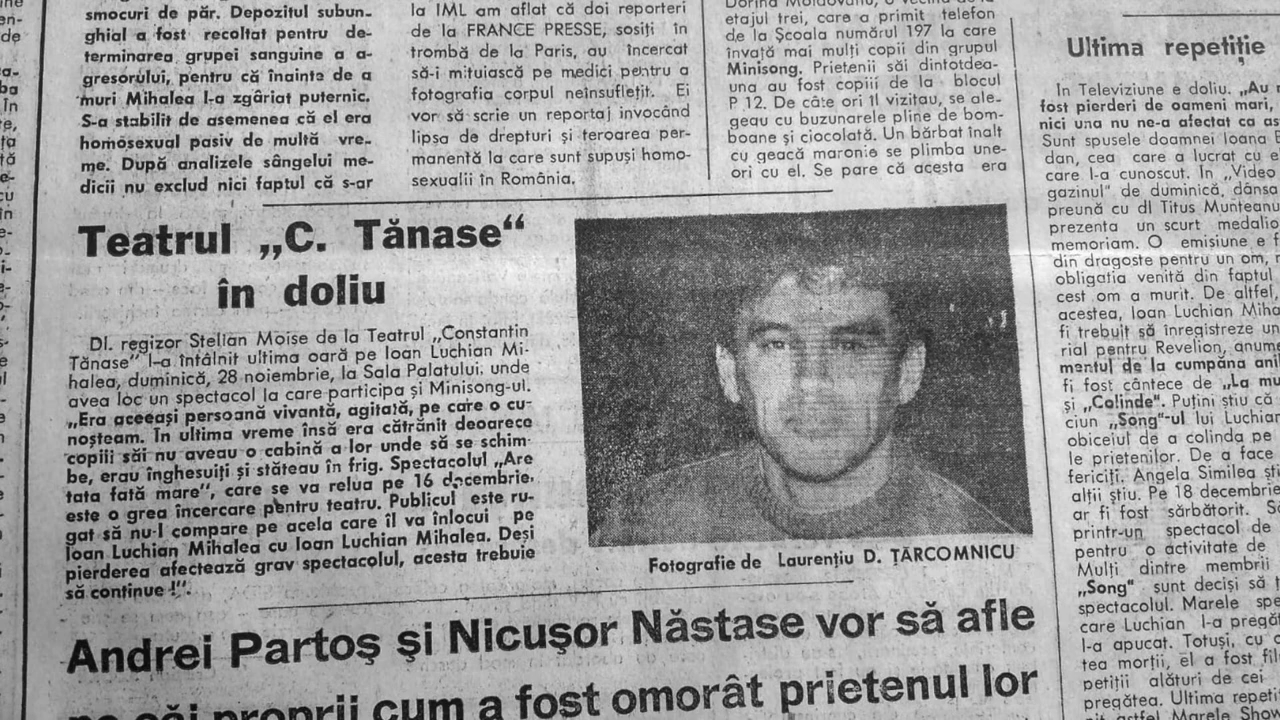 smocuri de păr. Depozitul subun-
ghial a fost recoltat pentru de-
terminarea grupei sanguine a a-
gresorului, pentru că înainte de a
muri Mihalea l-a zgâriat puternic.
S-a stabilit de asemenea că el era
homosexual pasiv de multă vre-
me. După analizele sângelui me-
dicii nu exclud nici faptul că s-ar
la IML am aflat că doi reporteri
de la FRANCE PRESSE, sosiți în
trombă de la Paris, au încercat
să-i mituiască pe medici pentru a
fotografia corpul neînsuflețit. Ei
vor să scrie un reportaj invocând
lipsa de drepturi și teroarea per-
manentă la care sunt supuși homo-
sexualii în România.
etajul trei, care a primit telefon
de la Școala numărul 197 la care
învață mai mulți copii din grupul
Minisong. Prietenii săi dintotdea-
una au fost copiii de la blocul
P 12. De câte ori îl vizitau, se ale-
geau cu buzunarele pline de bom-
boane și ciocolată. Un bărbat înalt
cu geacă maronie se plimba une-
ori cu el. Se pare că acesta era
Teatrul „C. Tănase“
în doliu
Dl. regizor Stelian Moise de la Teatrul „Constantin
Tănase“ l-a întâlnit ultima oară pe Ioan Luchian Mi-
halea, duminică, 28 noiembrie, la Sala Palatului, unde
avea loc un spectacol la care participa și Minisong-ul.
„Era aceeași persoană vivantă, agitată, pe care o cu-
noșteam. In ultima vreme însă era cătrănit deoarece
copiii săi nu aveau o cabină a lor unde să se schim-
be, erau înghesuiți și stăteau în frig. Spectacolul „Are
tata fată mare“, care se va relua pe 16 decembrie,
este o grea încercare pentru teatru. Publicul este ru-
gat să nu-l compare pe acela care îl va înlocui pe
Ioan Luchian Mihalea cu Ioan Luchian Mihalea. Deși
pierderea afectează grav spectacolul, acesta trebuie
să continue !“.
Fotografie de Laurențiu D. ȚĂRCOMNICU
Andrei Partoș și Nicușor Năstase vor să afle
pe căi proprii cum a fost omorât prietenul lor
Ultima repetiție
In Televiziune e doliu. „Au
fost pierderi de oameni mari,
nici una nu ne-a afectat ca
Sunt spusele doamnei Ioana
dan, cea care a lucrat cu
care l-a cunoscut. In „Video
gazinul“ de duminică, dânsa
preună cu dl Titus Munteanu
prezenta un scurt medalio
memoriam. O emisiune e
din dragoste pentru un om,
obligatia venită din faptul
cest om a murit. De altfel
acestea, Ioan Luchian Miha
fi trebuit să înregistreze un
rial pentru Revelion, anume
mentul de la cumpăna ani
fi fost cântece de „La mu
și „Colinde“. Puțini știu că
ciun „Song“-ul lui Luchian
obiceiul de a colinda pe
le prietenilor. De a face
fericiți. Angela Similea ști
alții știu. Pe 18 decembrie
ar fi fost sărbătorit.
printr-un spectacol de
pentru o activitate de
Multi dintre membrii
„Song“ sunt decisi să
spectacolul. Marele spe
care Luchian l-a pregă
l-a apucat. Totuși, cu
tea morții, el a fost
petiții alături de cei
pregătea. Ultima repeti
astfel. Marele Show